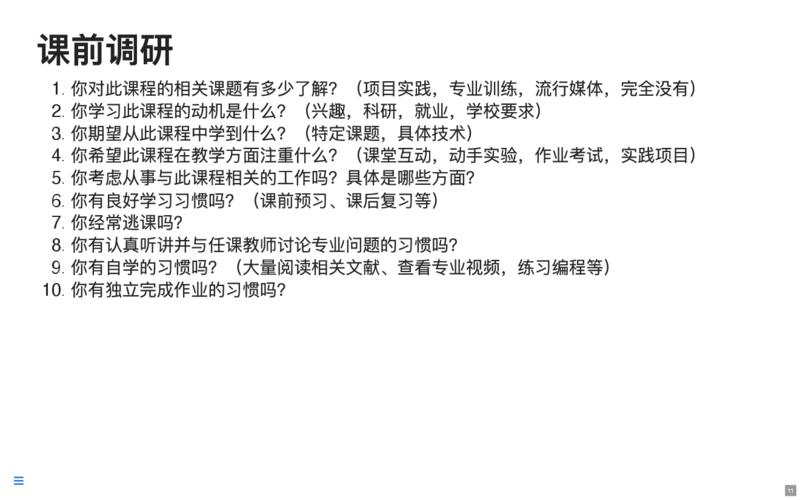 课前调研
1. 你对此课程的相关课题有多少了解？（项目实践，专业训练，流行媒体，完全没有）
2. 你学习此课程的动机是什么？（兴趣，科研，就业，学校要求）
3. 你期望从此课程中学到什么？（特定课题，具体技术）
4. 你希望此课程在教学方面注重什么？（课堂互动，动手实验，作业考试，实践项目）
5. 你考虑从事与此课程相关的工作吗？具体是哪些方面？
6. 你有良好学习习惯吗？（课前预习、课后复习等）
7. 你经常逃课吗？
8. 你有认真听讲并与任课教师讨论专业问题的习惯吗？
9. 你有自学的习惯吗？（大量阅读相关文献、查看专业视频，练习编程等）
10. 你有独立完成作业的习惯吗？
11